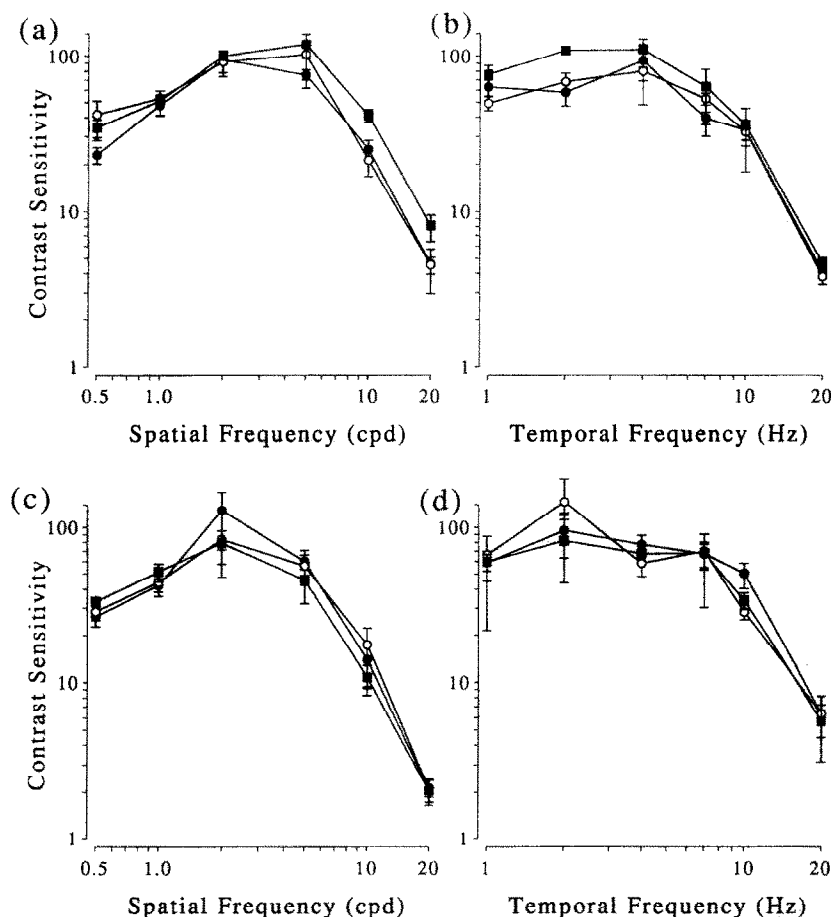 (a)
Contrast Sensitivity
100
10
1
0.5 1.0 10 20
Spatial Frequency (cpd)
(b)
100
10
1
1 10 20
Temporal Frequency (Hz)
(c)
Contrast Sensitivity
100
10
1
0.5 1.0 10 20
Spatial Frequency (cpd)
(d)
100
10
1
1 10 20
Temporal Frequency (Hz)